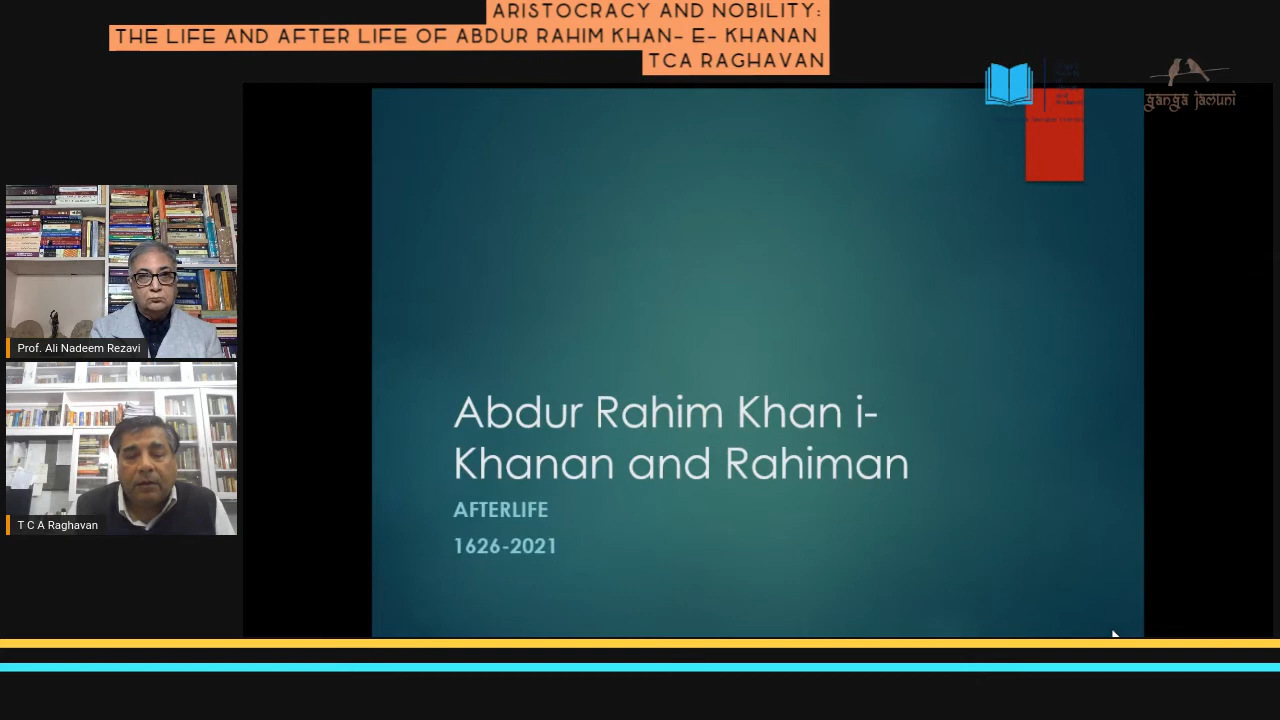 ARISTOCRACY AND NOBILITY:
THE LIFE AND AFTER LIFE OF ABDUR RAHIM KHAN- E- KHANAN
TCA RAGHAVAN
ganga jamuni
Prof. Ali Nadeem Rezavi
T C A Raghavan
Abdur Rahim Khan i-
Khanan and Rahiman
AFTERLIFE
1626-2021